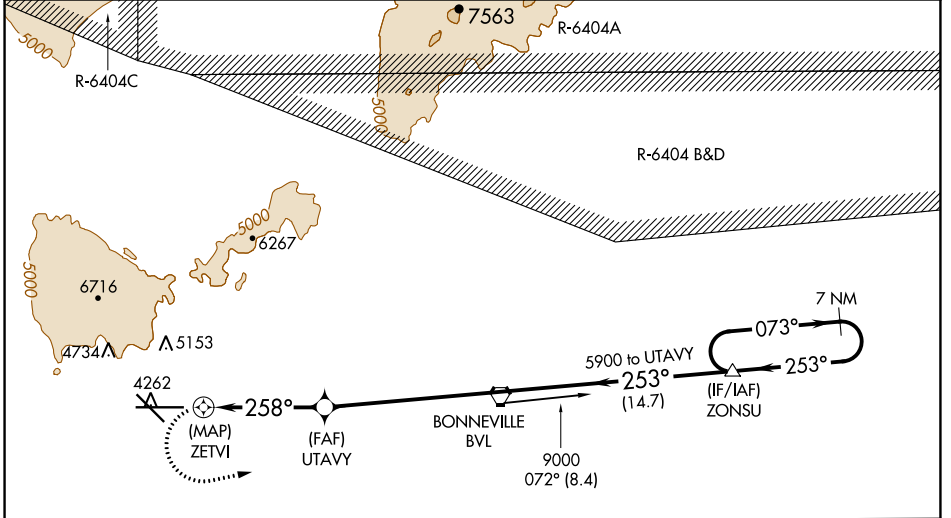 7563
R-6404A
5000
R-6404C
5000
R-6404 B&D
5000
6267
5000
6716
7 NM
073°
4734
5153
5900 to UTAVY
253°
253°
(14.7)
(IF/IAF)
ZONSU
4262
258°
(MAP)
ZETVI
(FAF)
UTAVY
BONNEVILLE
BVL
9000
072° (8.4)